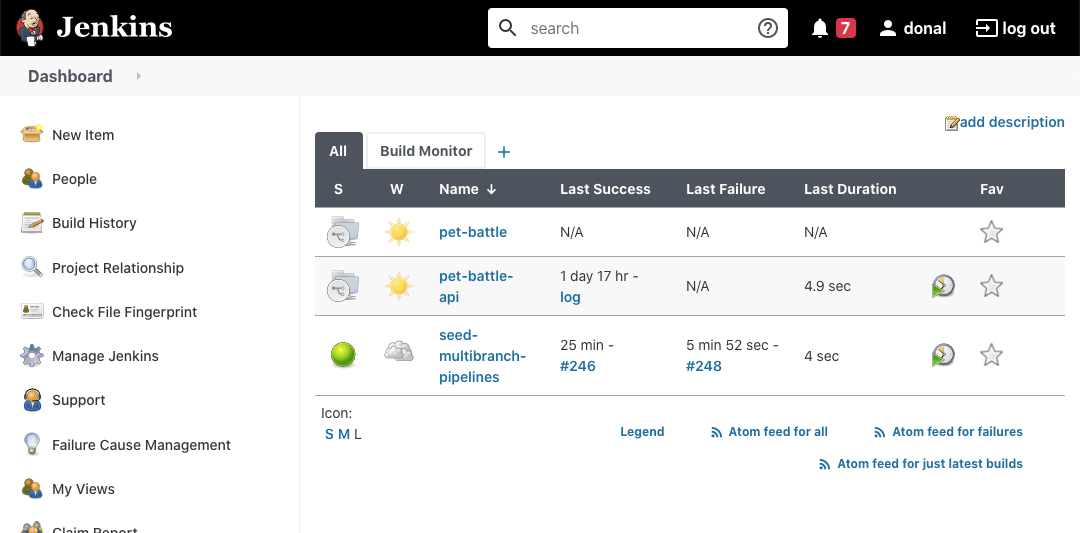 Jenkins
search
7
donal
log out
Dashboard
New Item
People
Build History
Project Relationship
Check File Fingerprint
Manage Jenkins
Support
Failure Cause Management
My Views
Claim Report
add description
All
Build Monitor
+
S W Name ↓ Last Success Last Failure Last Duration Fav
pet-battle N/A N/A N/A
pet-battle-
api
1 day 17 hr -
log
N/A
4.9 sec
seed-
multibranch-
pipelines
25 min -
#246
5 min 52 sec -
#248
4 sec
Icon:
S M L
Legend
Atom feed for all
Atom feed for failures
Atom feed for just latest builds